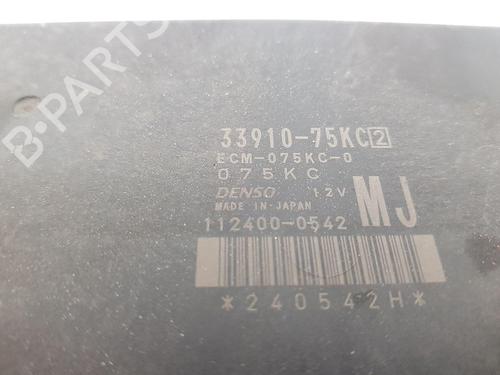 33910-75KC2
ECM-075KC-0
075KC
DENSO 12V
MADE IN JAPAN
112400-0542 MJ
*240542H*
B-PARTS